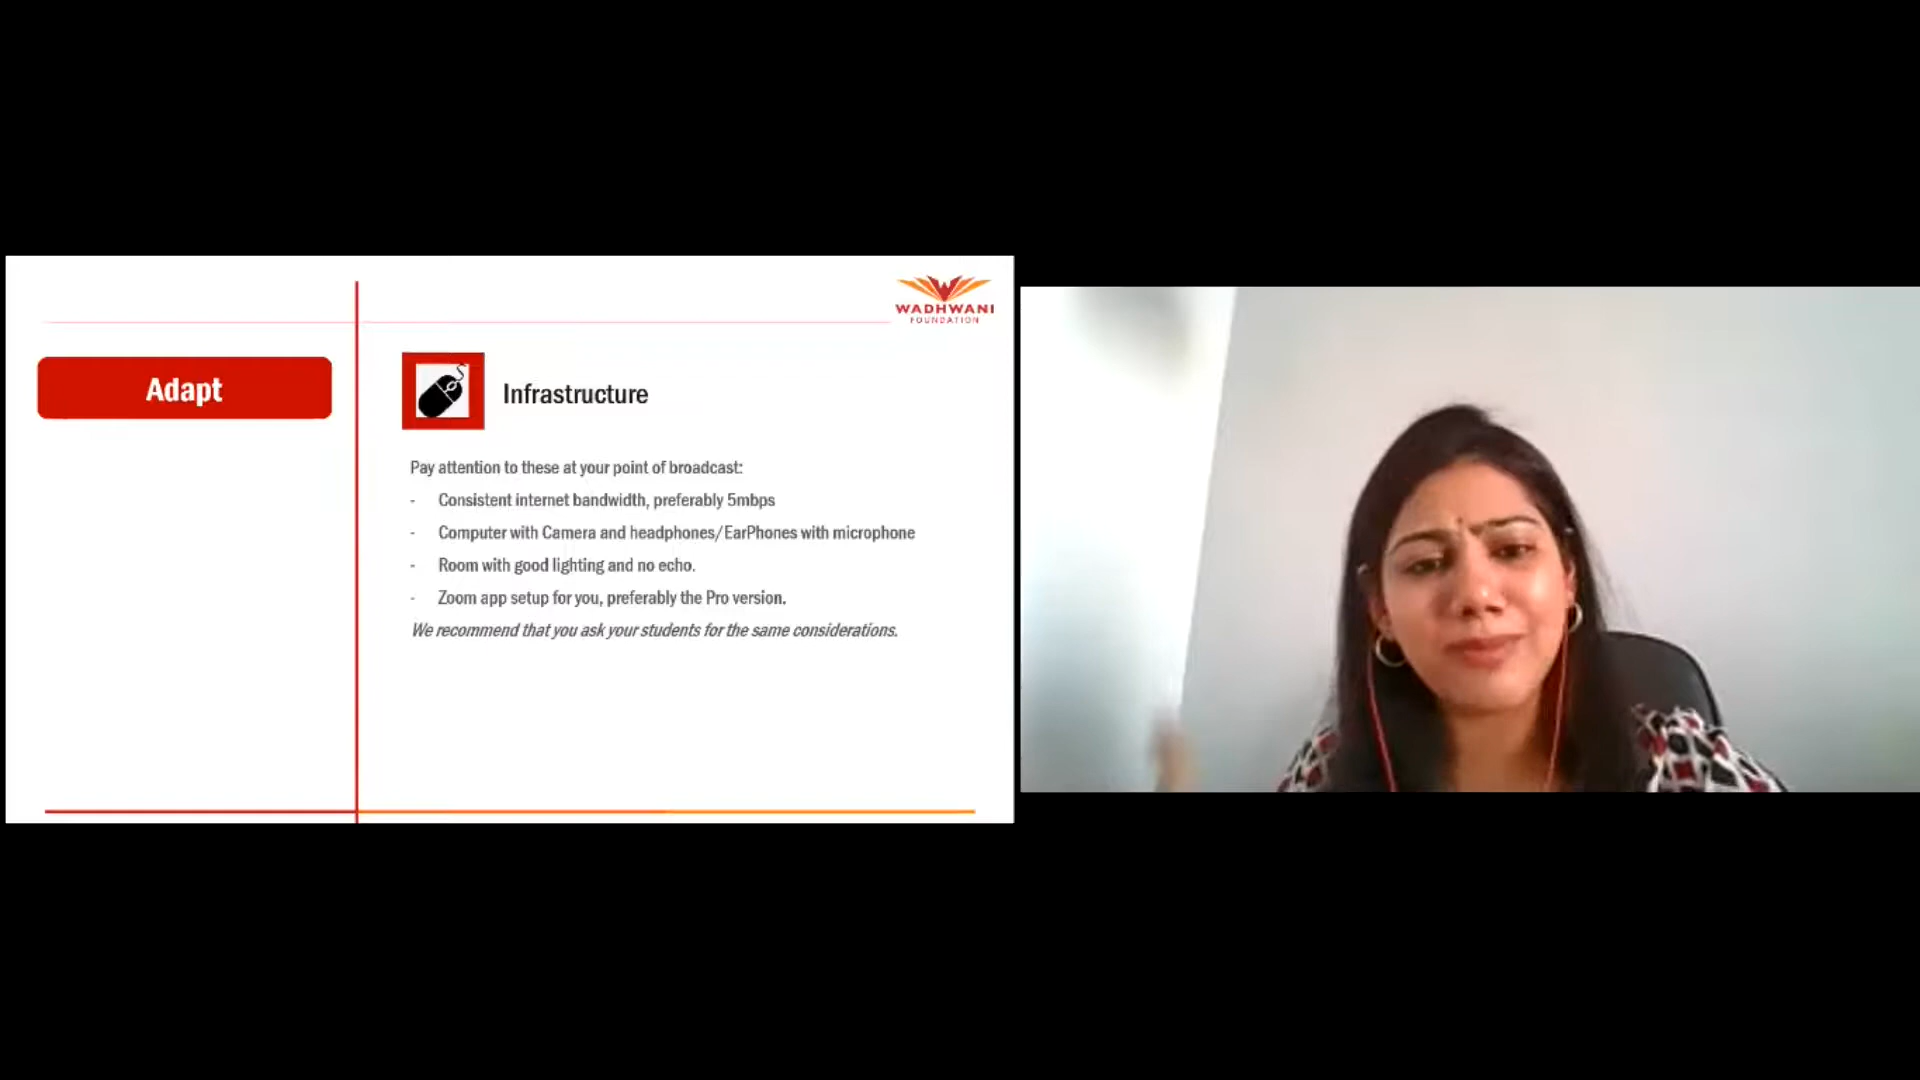 WADHWANI
FOUNDATION
Adapt
Infrastructure
Pay attention to these at your point of broadcast:
- Consistent internet bandwidth, preferably 5mbps
- Computer with Camera and headphones/EarPhones with microphone
- Room with good lighting and no echo.
- Zoom app setup for you, preferably the Pro version.
We recommend that you ask your students for the same considerations.